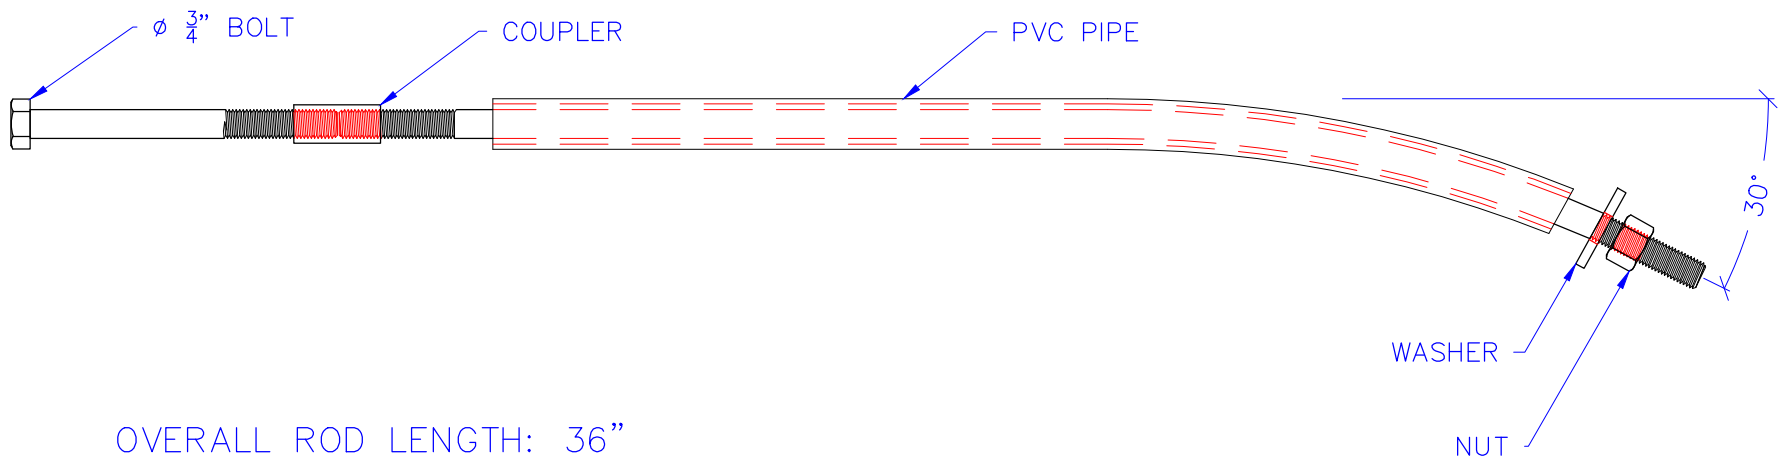 ø 3/4” BOLT
COUPLER
PVC PIPE
30°
WASHER
NUT
OVERALL ROD LENGTH: 36”